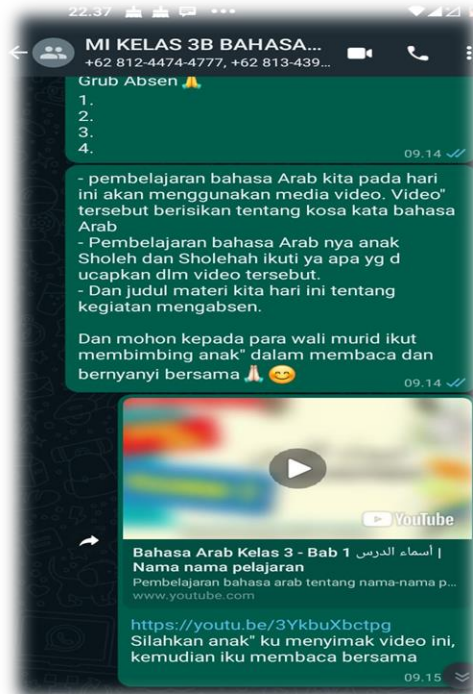 22.37
MI KELAS 3B BAHASA...
+62 812-4474-4777, +62 813-439...
Grub Absen 🙏
1.
2.
3.
4.
09.14
- pembelajaran bahasa Arab kita pada hari
ini akan menggunakan media video. Video"
tersebut berisikan tentang kosa kata bahasa
Arab
- Pembelajaran bahasa Arab nya anak
Sholeh dan Sholehah ikuti ya apa yg d
ucapkan dlm video tersebut.
- Dan judul materi kita hari ini tentang
kegiatan mengabsen.
Dan mohon kepada para wali murid ikut
membimbing anak" dalam membaca dan
bernyanyi bersama 🙏🏻 😊
09.14
YouTube
Bahasa Arab Kelas 3 - Bab 1 أسماء الدرس |
Nama nama pelajaran
Pembelajaran bahasa arab tentang nama-nama p...
www.youtube.com
https://youtu.be/3YkbuXbctpg
Silahkan anak" ku menyimak video ini,
kemudian iku membaca bersama
09.15